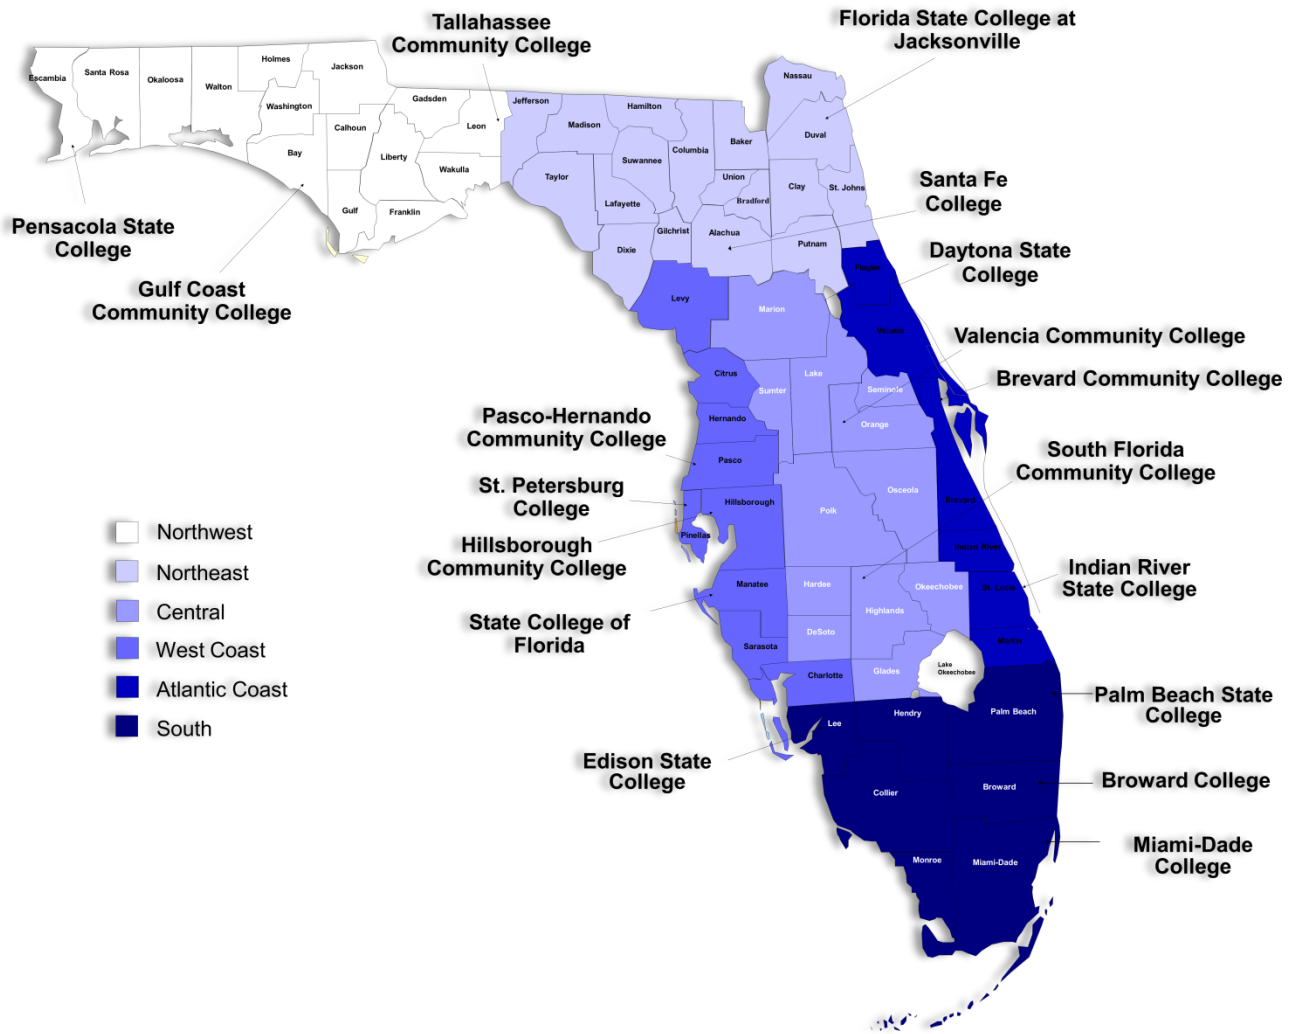 Tallahassee
Community College
Florida State College at
Jacksonville
Santa Fe
College
Daytona State
College
Valencia Community College
Brevard Community College
South Florida
Community College
Indian River
State College
Palm Beach State
College
Broward College
Miami-Dade
College
Edison State
College
State College of
Florida
Hillsborough
Community College
St. Petersburg
College
Pasco-Hernando
Community College
Gulf Coast
Community College
Pensacola State
College
Escambia
Santa Rosa
Okaloosa
Walton
Holmes
Washington
Jackson
Bay
Calhoun
Gulf
Liberty
Gadsden
Leon
Wakulla
Franklin
Jefferson
Madison
Taylor
Hamilton
Suwannee
Lafayette
Dixie
Columbia
Gilchrist
Baker
Union
Bradford
Alachua
Nassau
Duval
Clay
St. Johns
Putnam
Flagler
Volusia
Levy
Marion
Citrus
Sumter
Lake
Seminole
Orange
Hernando
Pasco
Hillsborough
Pinellas
Polk
Osceola
Brevard
Indian River
Manatee
Hardee
Highlands
Okeechobee
St. Lucie
Sarasota
DeSoto
Martin
Charlotte
Glades
Lake
Okeechobee
Lee
Hendry
Palm Beach
Collier
Broward
Monroe
Miami-Dade
Northwest
Northeast
Central
West Coast
Atlantic Coast
South